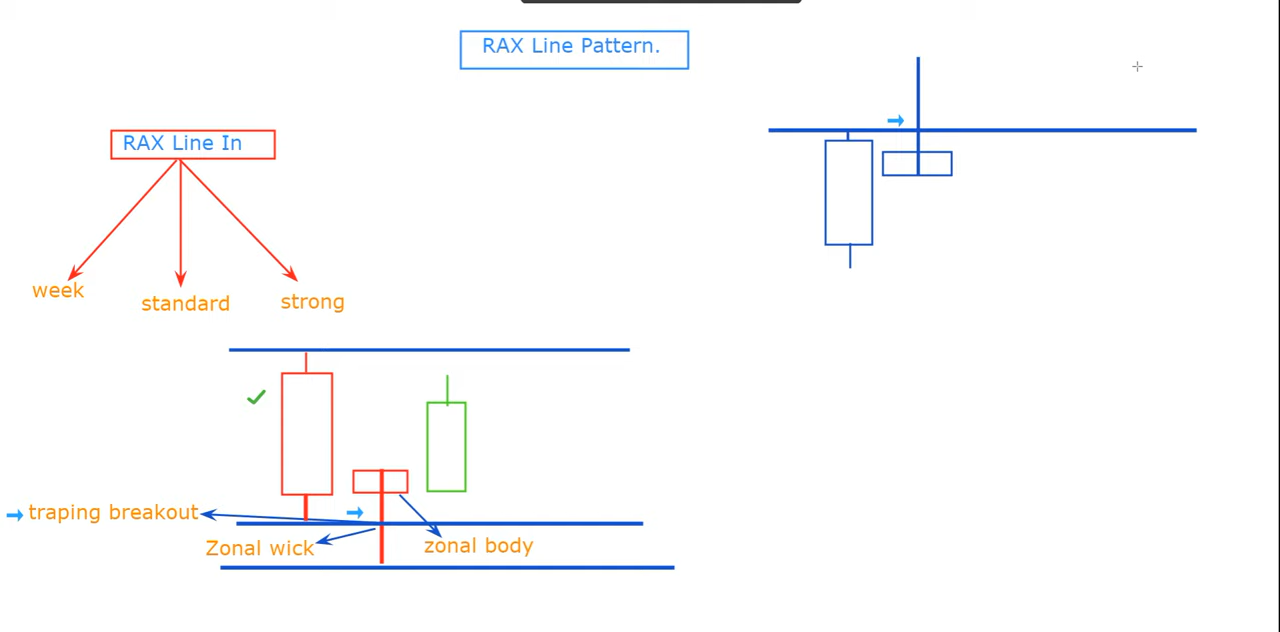 RAX Line Pattern.
RAX Line In
week
standard
strong
traping breakout
Zonal wick
zonal body